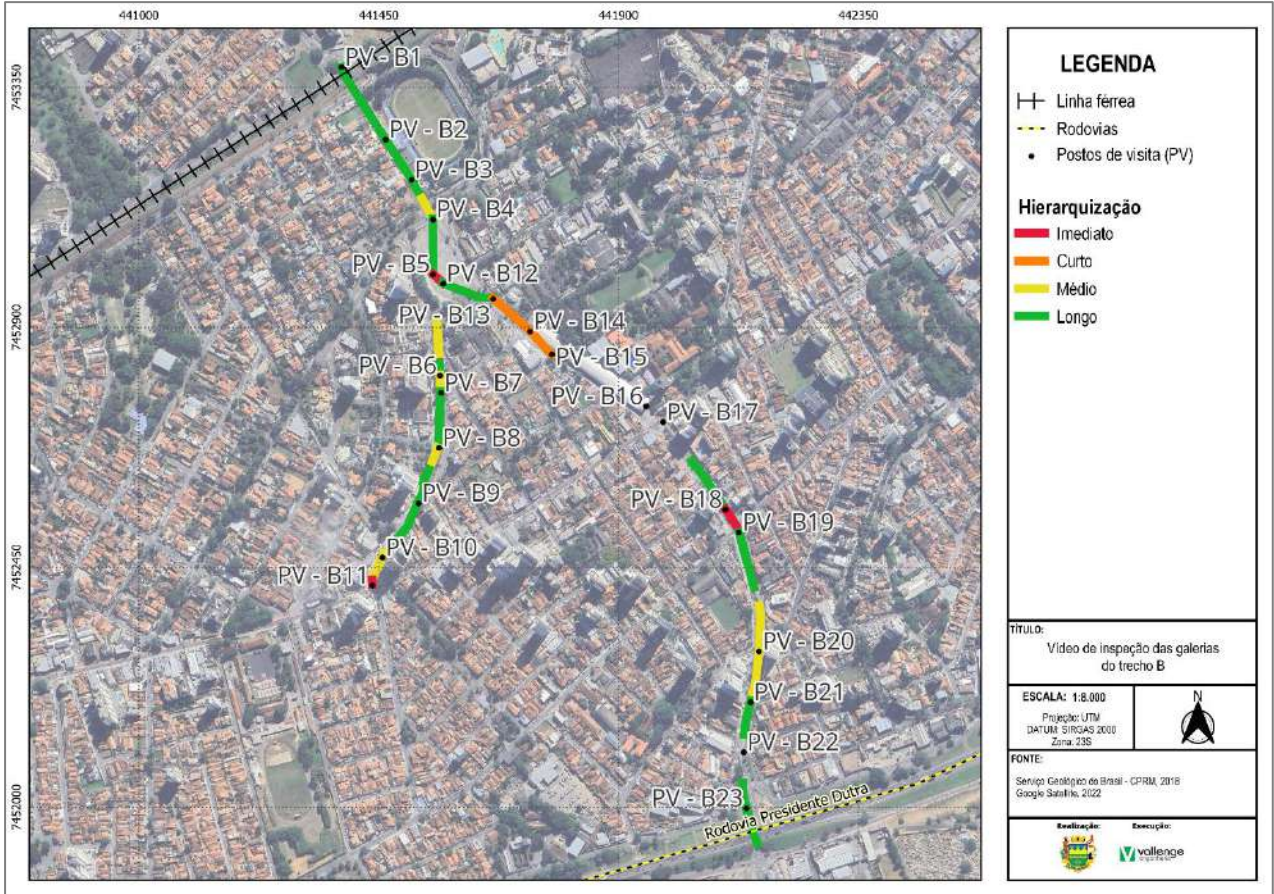 441000
441450
441900
442350
7453350
7452900
7452450
7452000
PV - B1
PV - B2
PV - B3
PV - B4
PV - B5
PV - B12
PV - B13
PV - B14
PV - B15
PV - B6
PV - B7
PV - B16
PV - B17
PV - B8
PV - B9
PV - B18
PV - B19
PV - B10
PV - B11
PV - B20
PV - B21
PV - B22
PV - B23
Rodovia Presidente Dutra
LEGENDA
Linha férrea
Rodovias
Postos de visita (PV)
Hierarquização
Imediato
Curto
Médio
Longo
TÍTULO:
Vídeo de inspeção das galerias
do trecho B
ESCALA: 1:8.000
Projeção: UTM
DATUM: SIRGAS 2000
Zona: 23S
N
FONTE:
Serviço Geológico do Brasil - CPRM, 2018
Google Satellite, 2022
Realização:
Execução:
vallenge
engenharia